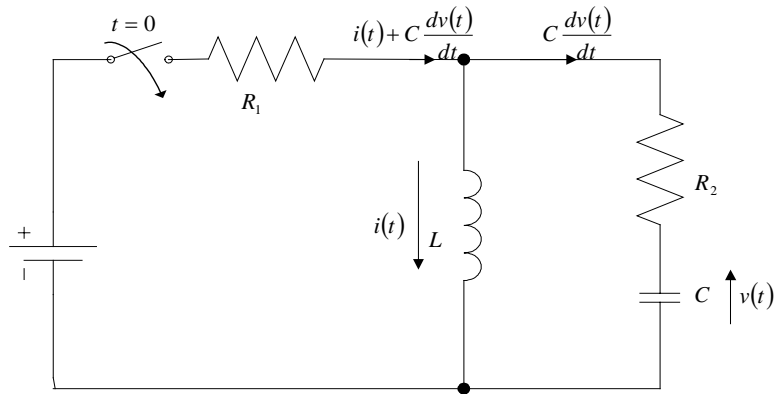 t = 0
i(t) + C dv(t)/dt
C dv(t)/dt
R₁
R₂
+
−
i(t)
L
C
v(t)